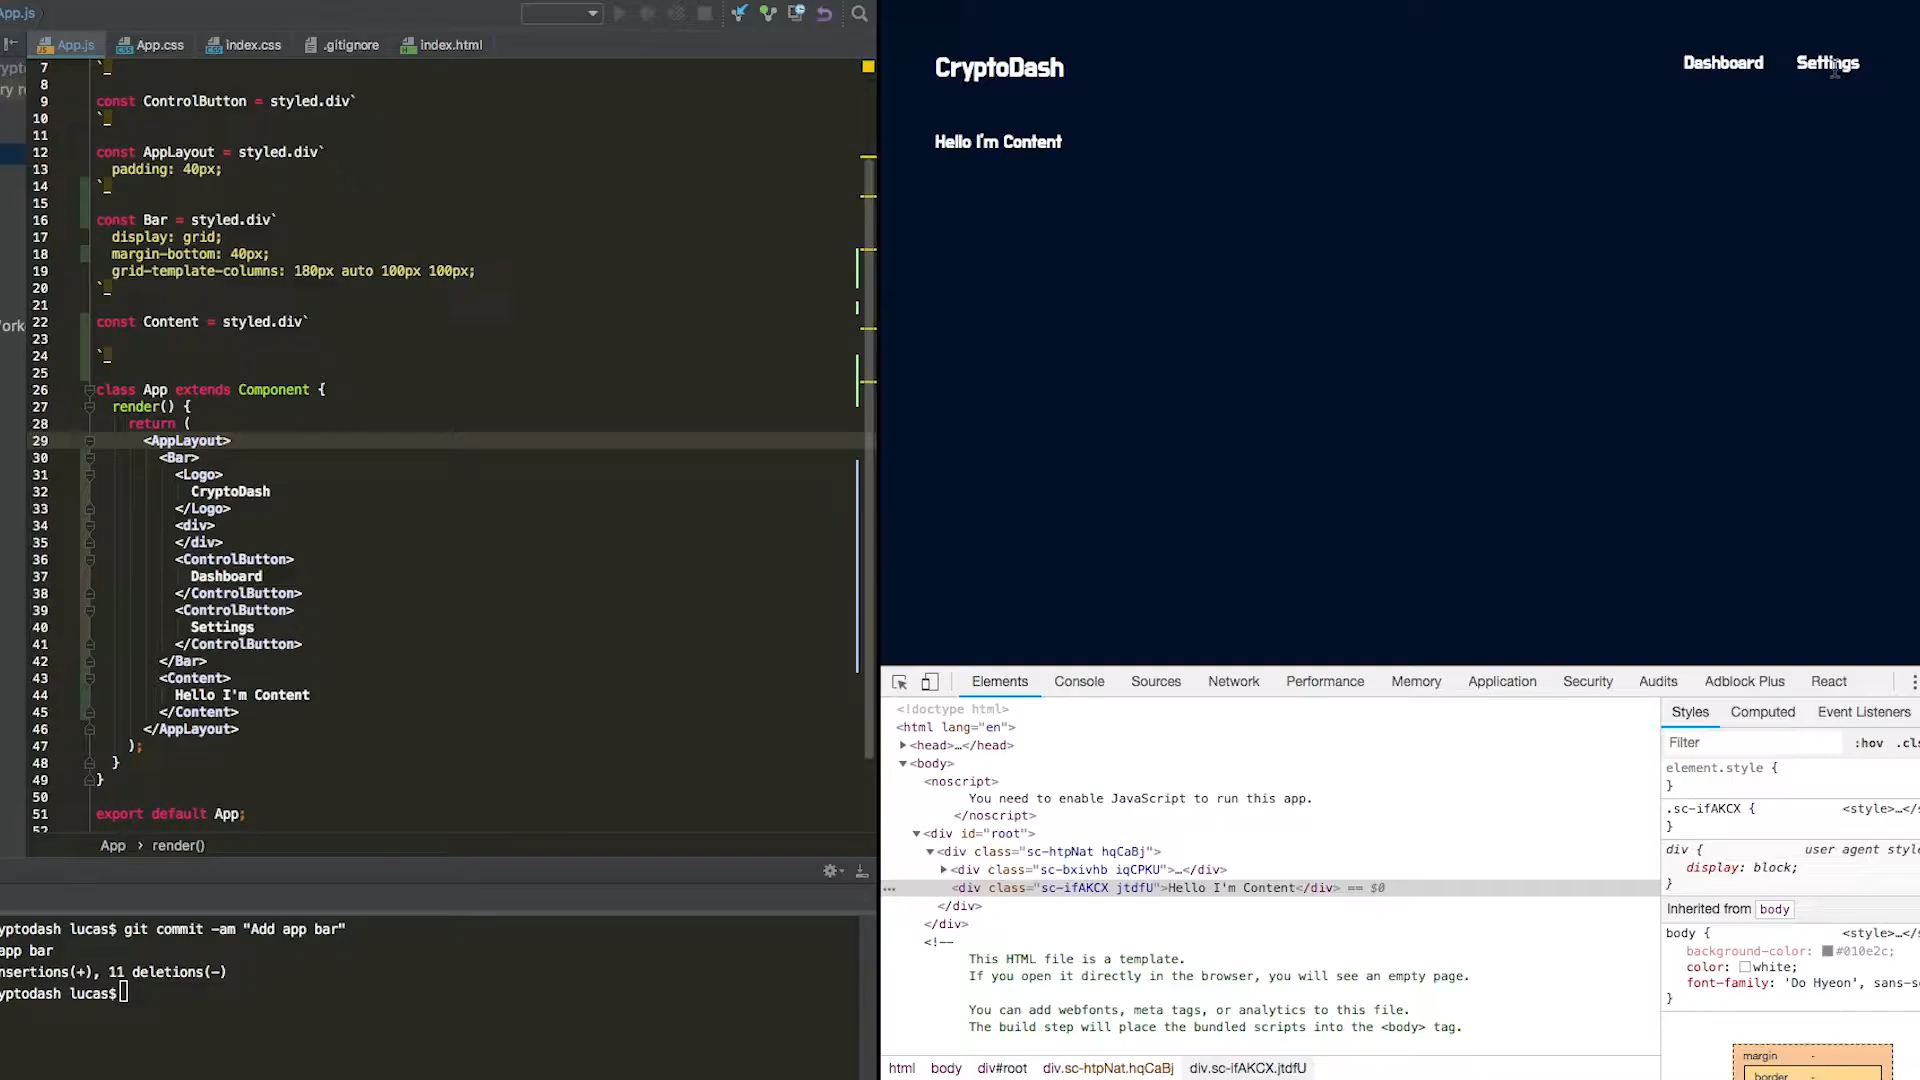 App.js
App.js
App.css
index.css
.gitignore
index.html
7 `
8
9 const ControlButton = styled.div`
10 `
11
12 const AppLayout = styled.div`
13 padding: 40px;
14 `
15
16 const Bar = styled.div`
17 display: grid;
18 margin-bottom: 40px;
19 grid-template-columns: 180px auto 100px 100px;
20 `
21
22 const Content = styled.div`
23
24 `
25
26 class App extends Component {
27 render() {
28 return (
29 <AppLayout>
30 <Bar>
31 <Logo>
32 CryptoDash
33 </Logo>
34 <div>
35 </div>
36 <ControlButton>
37 Dashboard
38 </ControlButton>
39 <ControlButton>
40 Settings
41 </ControlButton>
42 </Bar>
43 <Content>
44 Hello I'm Content
45 </Content>
46 </AppLayout>
47 );
48 }
49 }
50
51 export default App;
52
App › render()
yptodash lucas$ git commit -am "Add app bar"
app bar
nsertions(+), 11 deletions(-)
yptodash lucas$
CryptoDash
Dashboard
Settings
Hello I'm Content
Elements Console Sources Network Performance Memory Application Security Audits Adblock Plus React
<!doctype html>
<html lang="en">
<head>…</head>
<body>
<noscript>
You need to enable JavaScript to run this app.
</noscript>
<div id="root">
<div class="sc-htpNat hqCaBj">
<div class="sc-bxivhb iqCPKU">…</div>
<div class="sc-ifAKCX jtdfU">Hello I'm Content</div> == $0
</div>
</div>
<!--
This HTML file is a template.
If you open it directly in the browser, you will see an empty page.
You can add webfonts, meta tags, or analytics to this file.
The build step will place the bundled scripts into the <body> tag.
html body div#root div.sc-htpNat.hqCaBj div.sc-ifAKCX.jtdfU
Styles Computed Event Listeners
Filter :hov .cls
element.style {
}
.sc-ifAKCX { <style>…</s
}
div { user agent style
display: block;
}
Inherited from body
body { <style>…</s
background-color: #010e2c;
color: white;
font-family: 'Do Hyeon', sans-s
}
margin -
border -